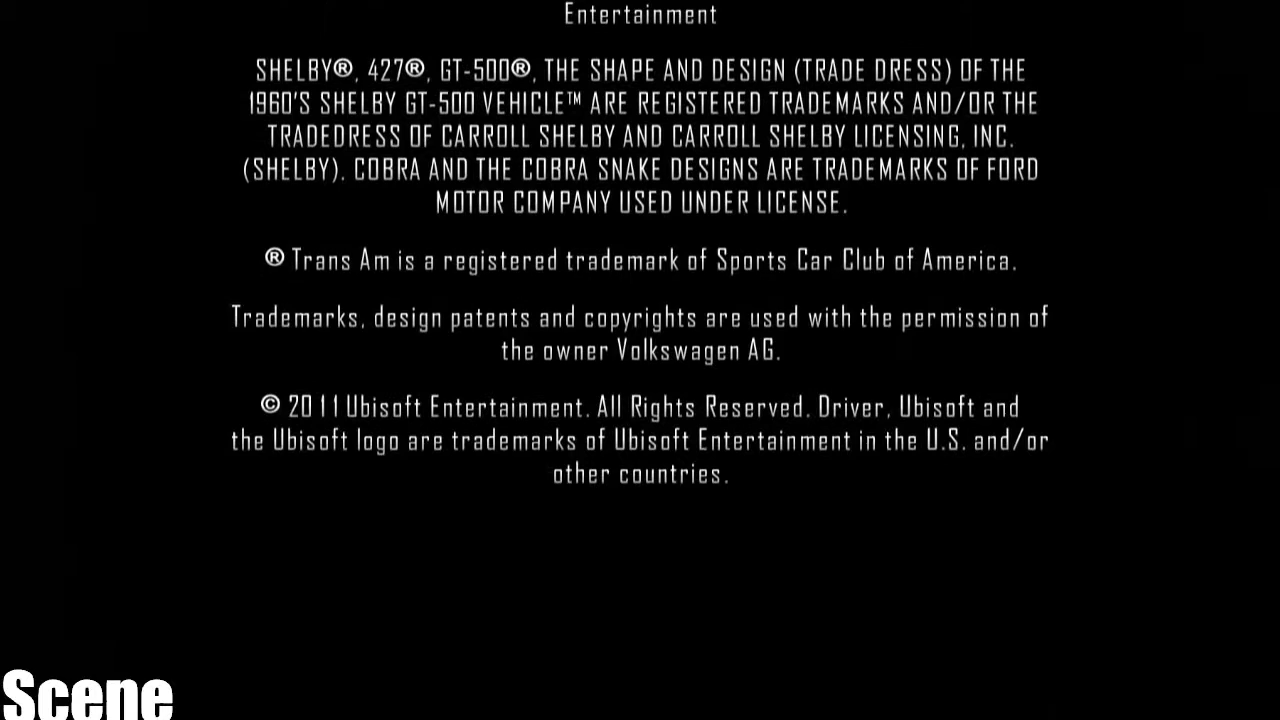 Entertainment
SHELBY®, 427®, GT-500®, THE SHAPE AND DESIGN (TRADE DRESS) OF THE
1960'S SHELBY GT-500 VEHICLE™ ARE REGISTERED TRADEMARKS AND/OR THE
TRADEDRESS OF CARROLL SHELBY AND CARROLL SHELBY LICENSING, INC.
(SHELBY). COBRA AND THE COBRA SNAKE DESIGNS ARE TRADEMARKS OF FORD
MOTOR COMPANY USED UNDER LICENSE.
® Trans Am is a registered trademark of Sports Car Club of America.
Trademarks, design patents and copyrights are used with the permission of
the owner Volkswagen AG.
© 2011 Ubisoft Entertainment. All Rights Reserved. Driver, Ubisoft and
the Ubisoft logo are trademarks of Ubisoft Entertainment in the U.S. and/or
other countries.
Scene